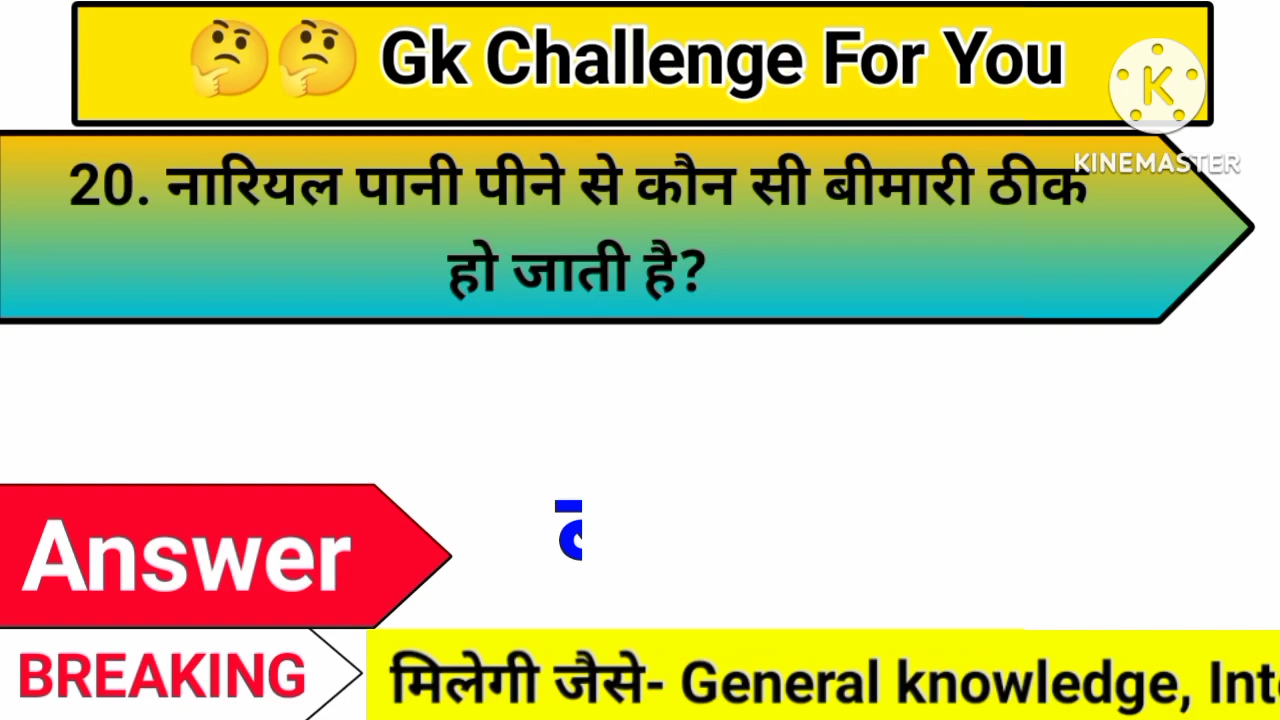 🤔🤔 Gk Challenge For You
K
KINEMASTER
20. नारियल पानी पीने से कौन सी बीमारी ठीक
हो जाती है?
Answer
BREAKING
मिलेगी जैसे- General knowledge,